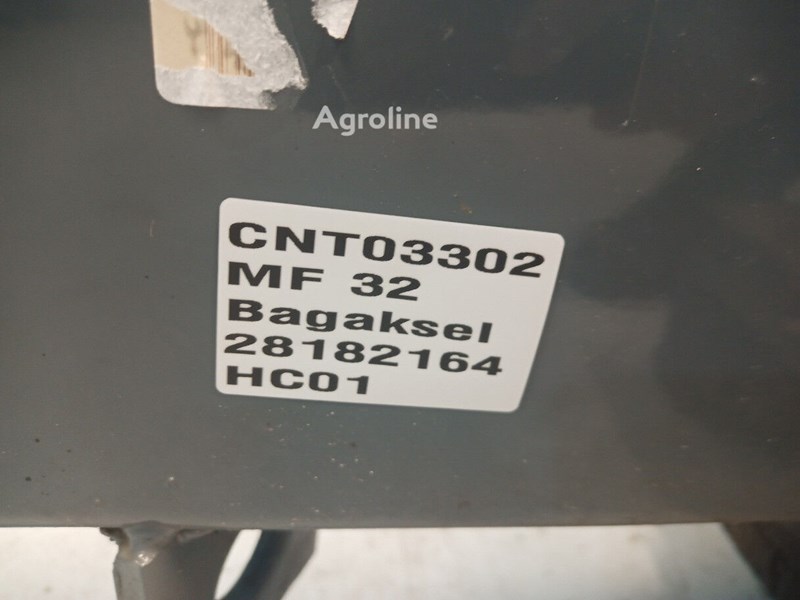 Agroline
CNT03302
MF 32
Bagaksel
28182164
HC01